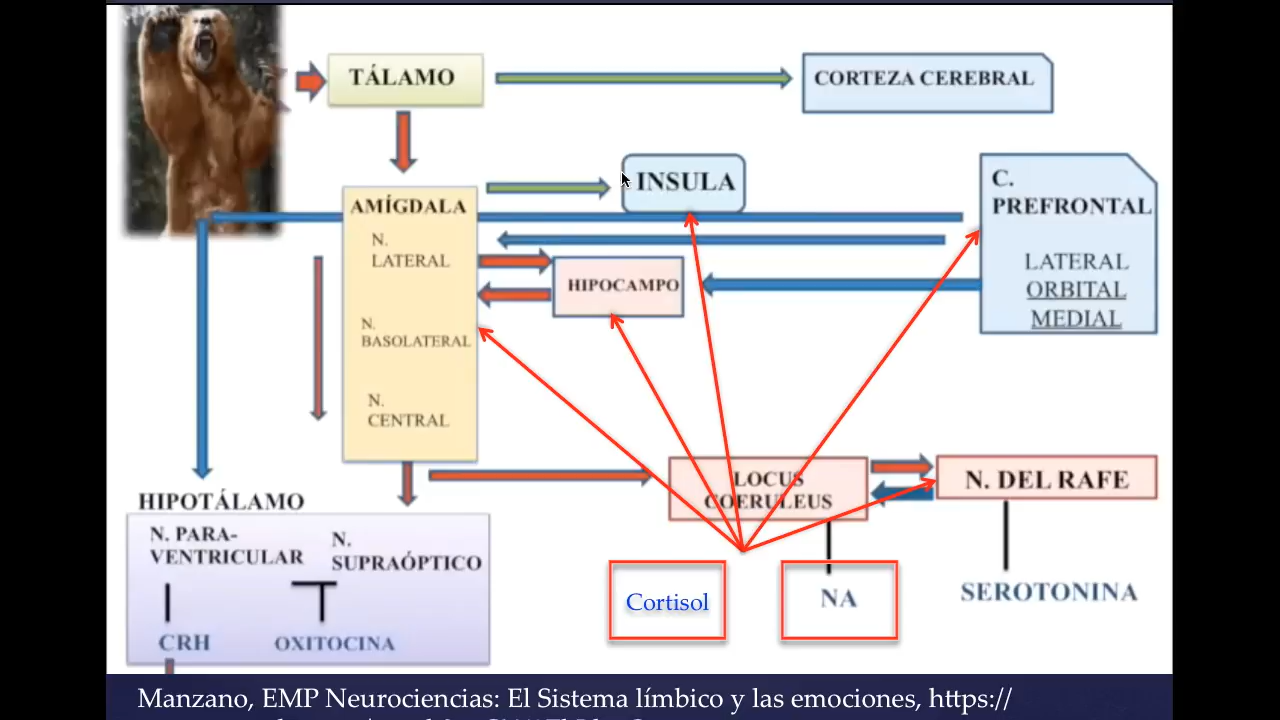 TÁLAMO
CORTEZA CEREBRAL
INSULA
C.
PREFRONTAL
LATERAL
ORBITAL
MEDIAL
AMÍGDALA
N.
LATERAL
N.
BASOLATERAL
N.
CENTRAL
HIPOCAMPO
LOCUS
COERULEUS
N. DEL RAFE
HIPOTÁLAMO
N. PARA-
VENTRICULAR
N.
SUPRAÓPTICO
CRH
OXITOCINA
Cortisol
NA
SEROTONINA
Manzano, EMP Neurociencias: El Sistema límbico y las emociones, https://